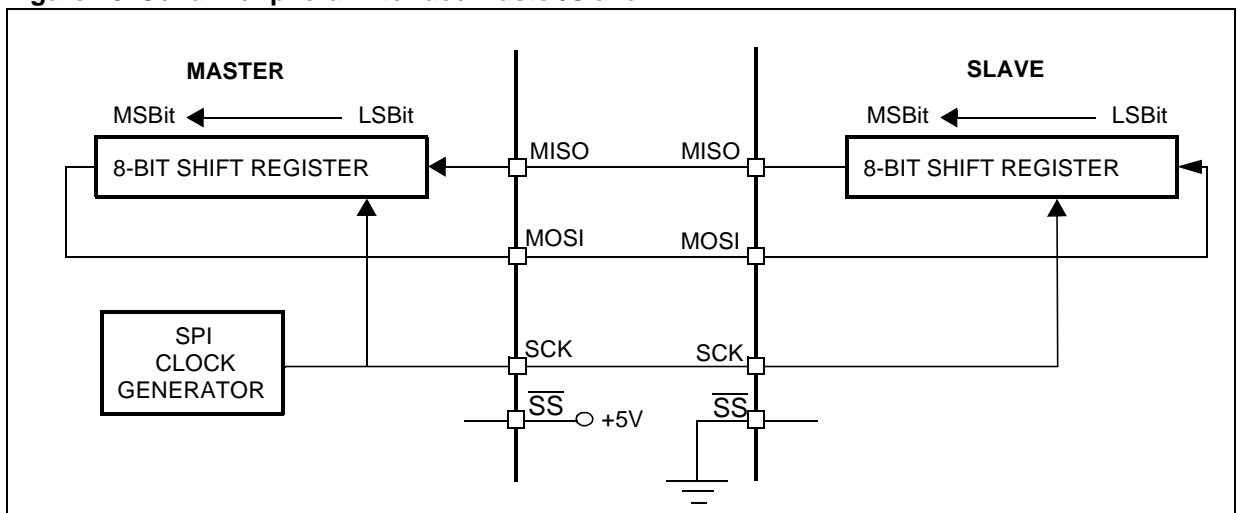 MASTER
SLAVE
MSBit LSBit
MSBit LSBit
8-BIT SHIFT REGISTER
8-BIT SHIFT REGISTER
MISO MISO
MOSI MOSI
SPI
CLOCK
GENERATOR
SCK SCK
SS +5V
SS